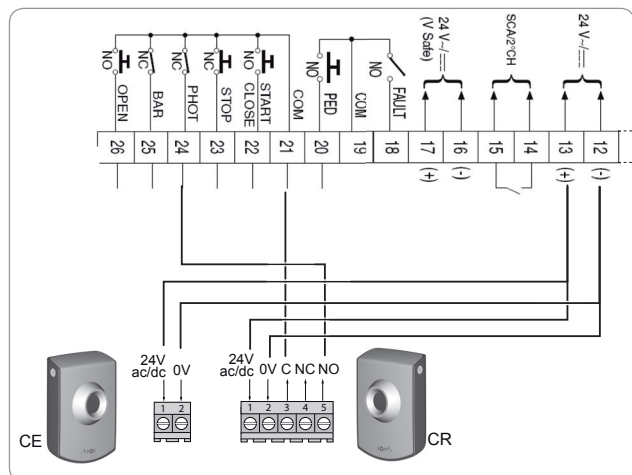 NO
OPEN
NC
BAR
NC
PHOT
NC
STOP
NO
START
CLOSE
COM
NO
PED
COM
NO
FAULT
24 V~/⎓
(V Safe)
SCA/2°CH
24 V~/⎓
26 25 24 23 22 21 20 19 18 17 16 15 14 13 12
(+) (-) (+) (-)
24V
ac/dc 0V
24V
ac/dc 0V C NC NO
1 2
1 2 3 4 5
CE
CR